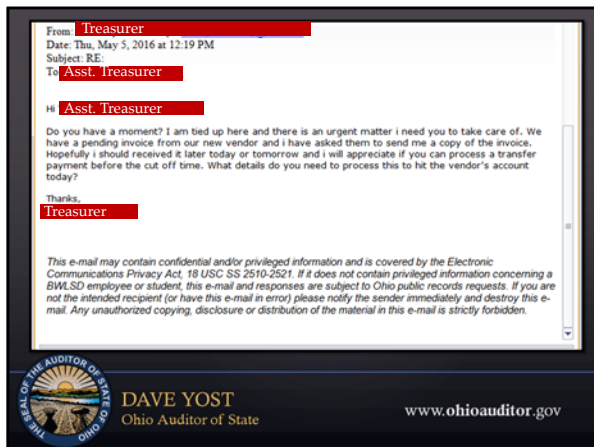 From: Treasurer
Date: Thu, May 5, 2016 at 12:19 PM
Subject: RE:
To Asst. Treasurer
Hi Asst. Treasurer
Do you have a moment? I am tied up here and there is an urgent matter i need you to take care of. We
have a pending invoice from our new vendor and i have asked them to send me a copy of the invoice.
Hopefully i should received it later today or tomorrow and i will appreciate if you can process a transfer
payment before the cut off time. What details do you need to process this to hit the vendor's account
today?
Thanks,
Treasurer
This e-mail may contain confidential and/or privileged information and is covered by the Electronic
Communications Privacy Act, 18 USC SS 2510-2521. If it does not contain privileged information concerning a
BWLSD employee or student, this e-mail and responses are subject to Ohio public records requests. If you are
not the intended recipient (or have this e-mail in error) please notify the sender immediately and destroy this e-
mail. Any unauthorized copying, disclosure or distribution of the material in this e-mail is strictly forbidden.
THE SEAL OF THE AUDITOR OF STATE OF OHIO
DAVE YOST
Ohio Auditor of State
www.ohioauditor.gov